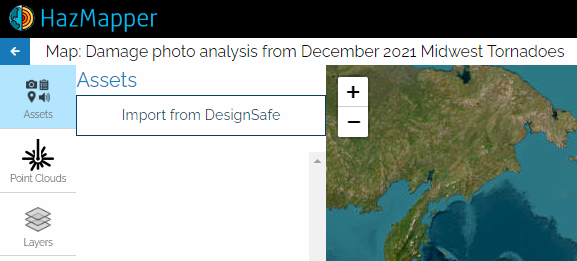 HazMapper
Map: Damage photo analysis from December 2021 Midwest Tornadoes
Assets
Import from DesignSafe
Assets
Point Clouds
Layers
+
−